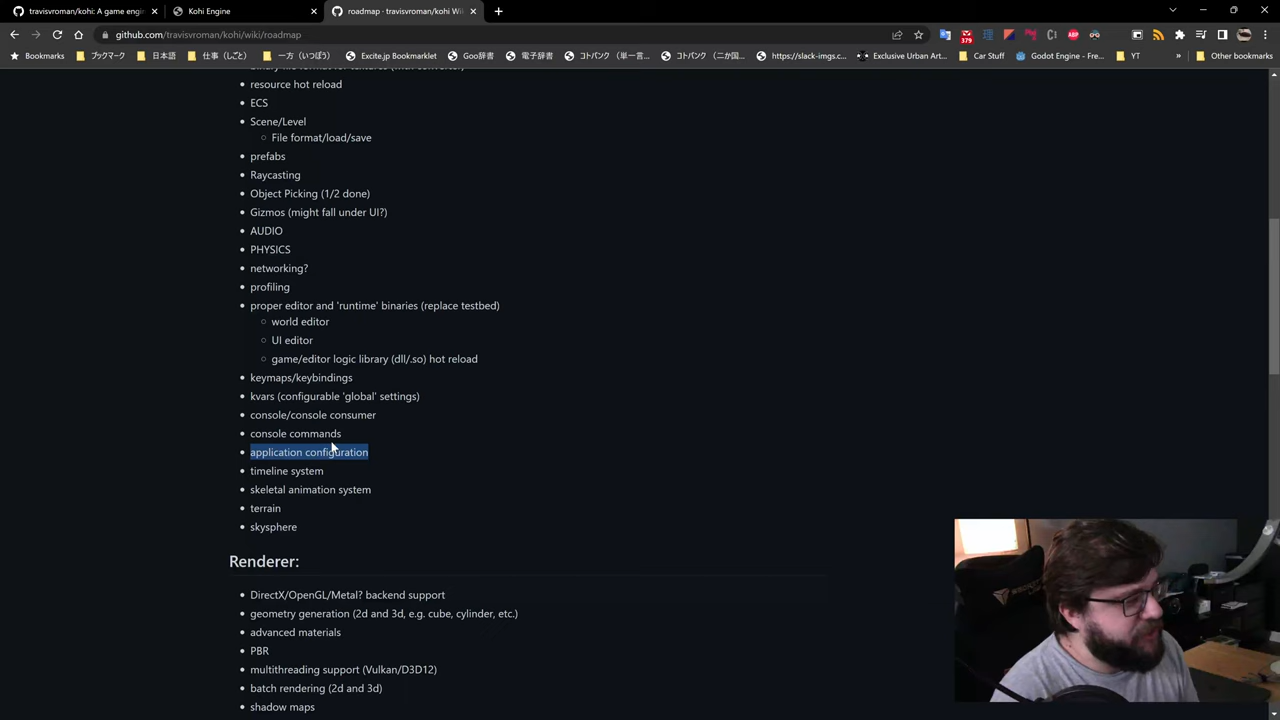 travisvroman/kohi: A game engi
Kohi Engine
roadmap · travisvroman/kohi Wi
github.com/travisvroman/kohi/wiki/roadmap
379
ABP
Bookmarks
ブックマーク
日本語
仕事（しごと）
一方（いっぽう）
Excite.jp Bookmarklet
Goo辞書
電子辞書
コトバンク（単一言...
コトバンク（二か国...
https://slack-imgs.c...
Exclusive Urban Art...
Car Stuff
Godot Engine - Fre...
YT
»
Other bookmarks
resource hot reload
ECS
Scene/Level
File format/load/save
prefabs
Raycasting
Object Picking (1/2 done)
Gizmos (might fall under UI?)
AUDIO
PHYSICS
networking?
profiling
proper editor and 'runtime' binaries (replace testbed)
world editor
UI editor
game/editor logic library (dll/.so) hot reload
keymaps/keybindings
kvars (configurable 'global' settings)
console/console consumer
console commands
application configuration
timeline system
skeletal animation system
terrain
skysphere
Renderer:
DirectX/OpenGL/Metal? backend support
geometry generation (2d and 3d, e.g. cube, cylinder, etc.)
advanced materials
PBR
multithreading support (Vulkan/D3D12)
batch rendering (2d and 3d)
shadow maps